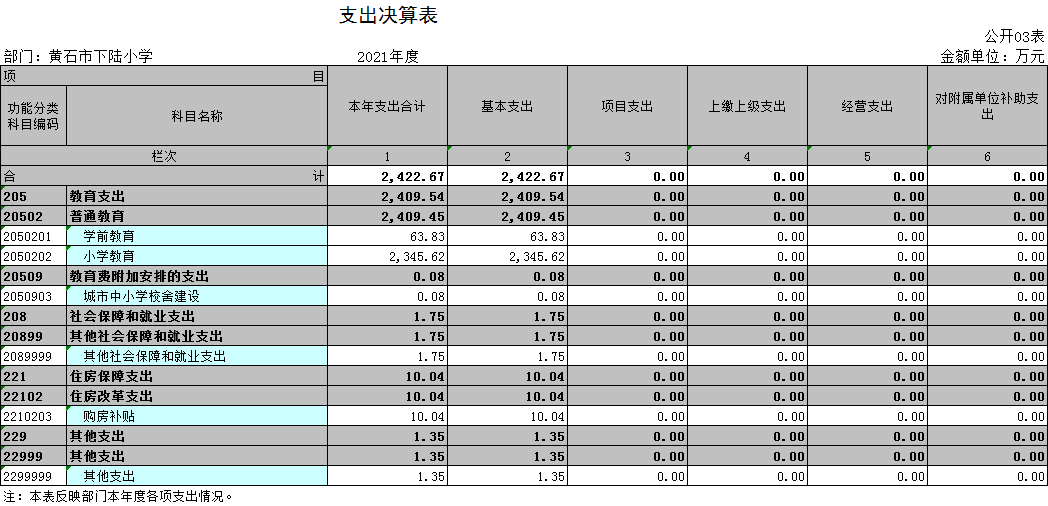 支出决算表
公开03表
部门：黄石市下陆小学 2021年度 金额单位：万元
项 目 本年支出合计 基本支出 项目支出 上缴上级支出 经营支出 对附属单位补助支出
功能分类科目编码 科目名称
栏次 1 2 3 4 5 6
合 计 2,422.67 2,422.67 0.00 0.00 0.00 0.00
205 教育支出 2,409.54 2,409.54 0.00 0.00 0.00 0.00
20502 普通教育 2,409.45 2,409.45 0.00 0.00 0.00 0.00
2050201 学前教育 63.83 63.83 0.00 0.00 0.00 0.00
2050202 小学教育 2,345.62 2,345.62 0.00 0.00 0.00 0.00
20509 教育费附加安排的支出 0.08 0.08 0.00 0.00 0.00 0.00
2050903 城市中小学校舍建设 0.08 0.08 0.00 0.00 0.00 0.00
208 社会保障和就业支出 1.75 1.75 0.00 0.00 0.00 0.00
20899 其他社会保障和就业支出 1.75 1.75 0.00 0.00 0.00 0.00
2089999 其他社会保障和就业支出 1.75 1.75 0.00 0.00 0.00 0.00
221 住房保障支出 10.04 10.04 0.00 0.00 0.00 0.00
22102 住房改革支出 10.04 10.04 0.00 0.00 0.00 0.00
2210203 购房补贴 10.04 10.04 0.00 0.00 0.00 0.00
229 其他支出 1.35 1.35 0.00 0.00 0.00 0.00
22999 其他支出 1.35 1.35 0.00 0.00 0.00 0.00
2299999 其他支出 1.35 1.35 0.00 0.00 0.00 0.00
注：本表反映部门本年度各项支出情况。